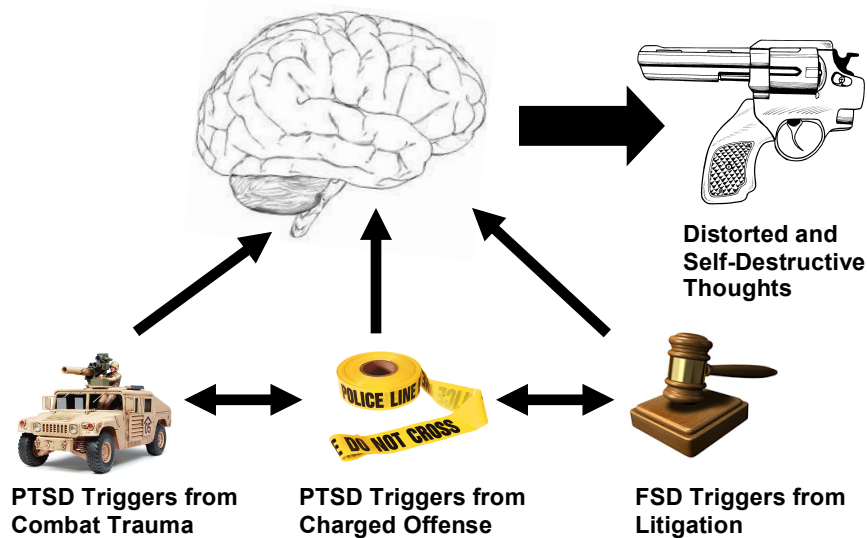 Distorted and
Self-Destructive
Thoughts
POLICE LINE
E DO NOT CROSS
PTSD Triggers from
Combat Trauma
PTSD Triggers from
Charged Offense
FSD Triggers from
Litigation